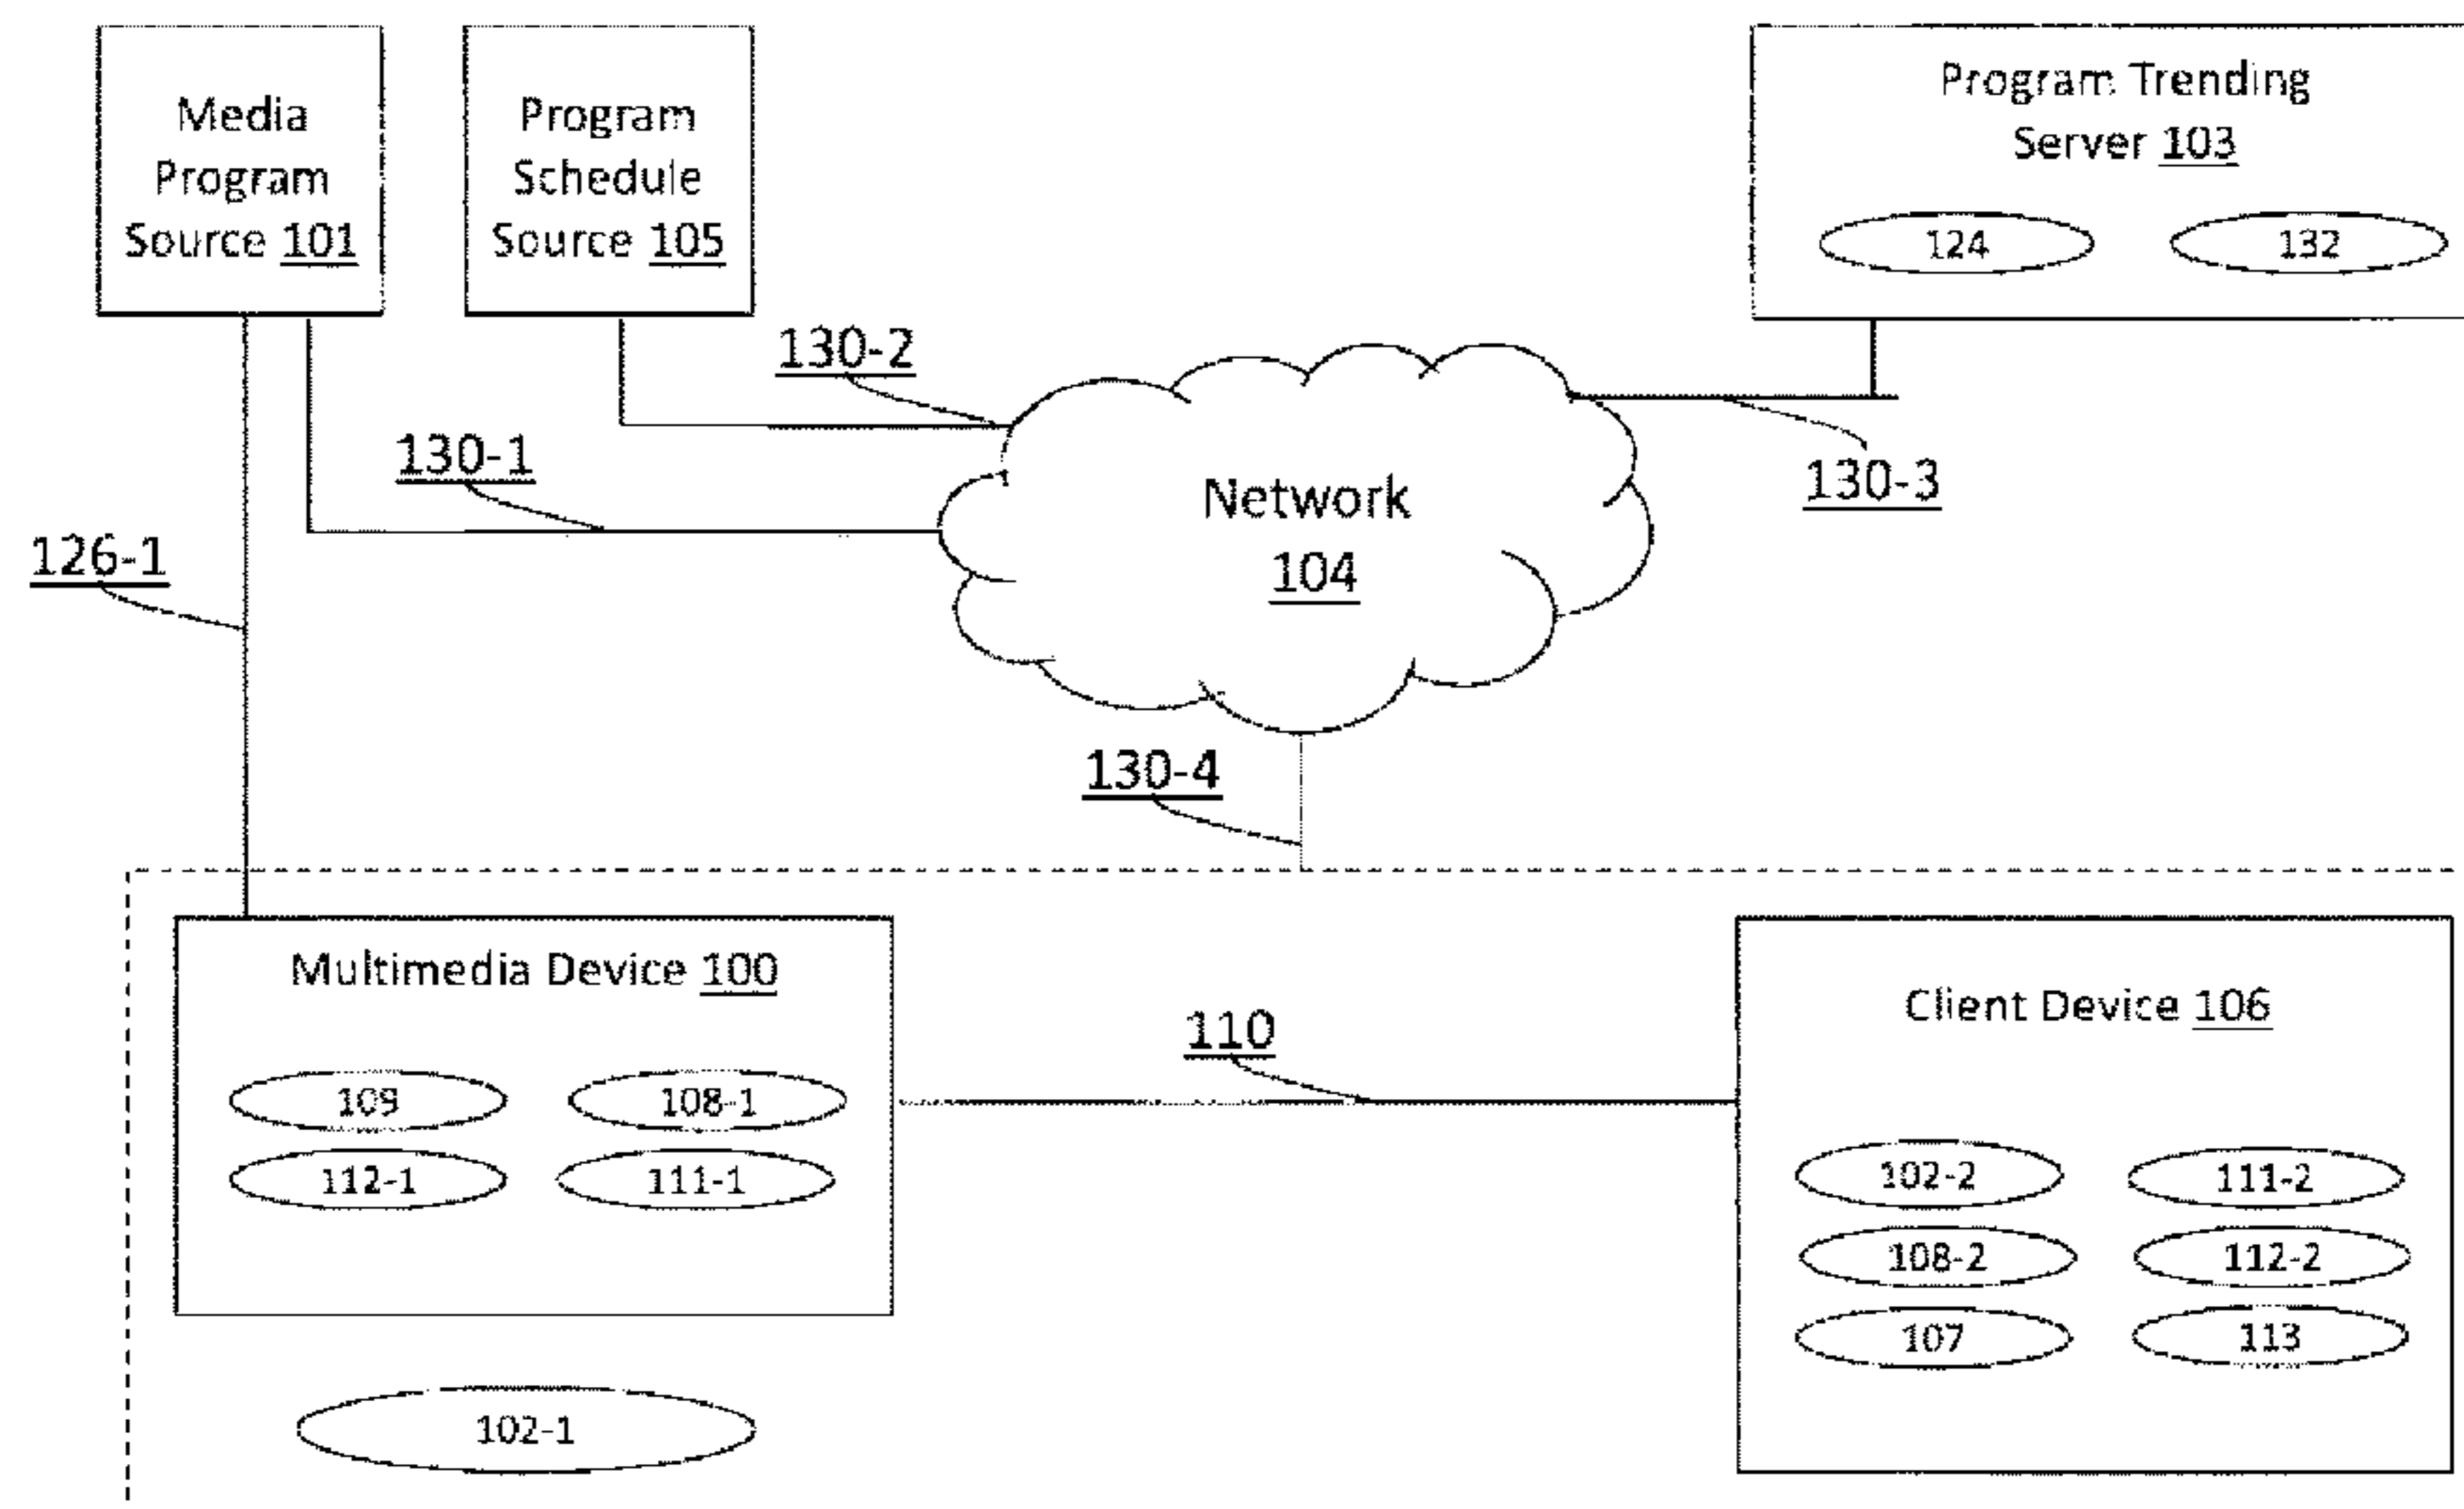 Media
Program
Source 101
Program
Schedule
Source 105
Program Trending
Server 103
124
132
130-2
130-1
130-3
Network
104
126-1
130-4
Multimedia Device 100
109
108-1
112-1
111-1
102-1
110
Client Device 106
102-2
111-2
108-2
112-2
107
113